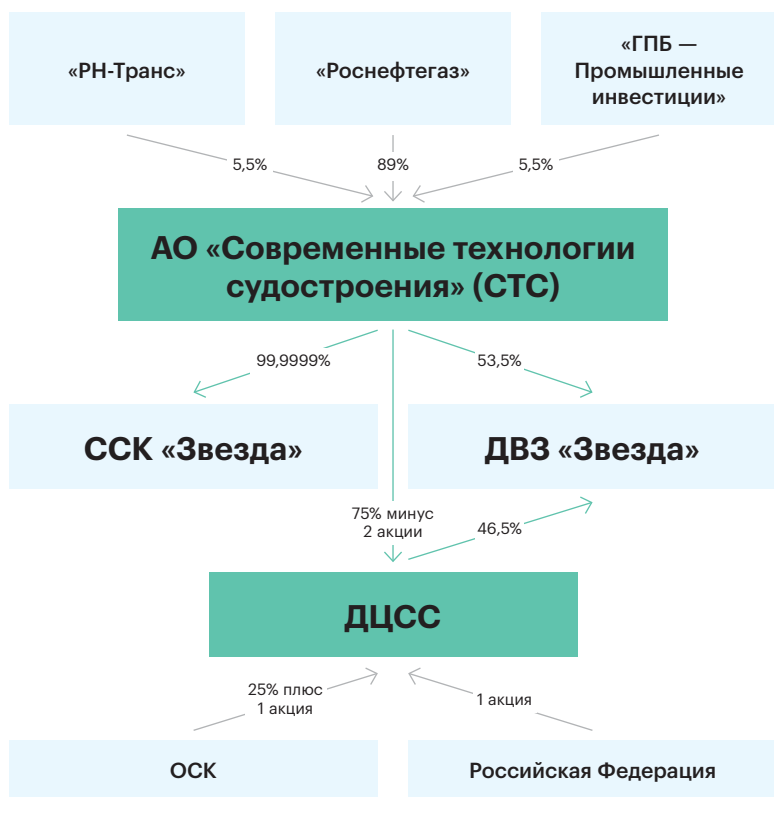 «РН-Транс»
«Роснефтегаз»
«ГПБ —
Промышленные
инвестиции»
5,5%
89%
5,5%
АО «Современные технологии
судостроения» (СТС)
99,9999%
53,5%
ССК «Звезда»
ДВЗ «Звезда»
75% минус
2 акции
46,5%
ДЦСС
25% плюс
1 акция
1 акция
ОСК
Российская Федерация